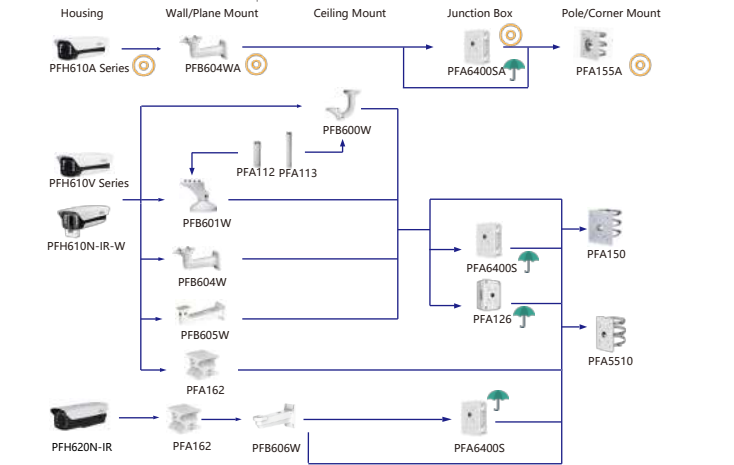 Housing
Wall/Plane Mount
Ceiling Mount
Junction Box
Pole/Corner Mount
PFH610A Series
PFB604WA
PFA6400SA
PFA155A
PFB600W
PFA112
PFA113
PFH610V Series
PFB601W
PFH610N-IR-W
PFA150
PFA6400S
PFB604W
PFA126
PFB605W
PFA5510
PFA162
PFH620N-IR
PFA162
PFB606W
PFA6400S